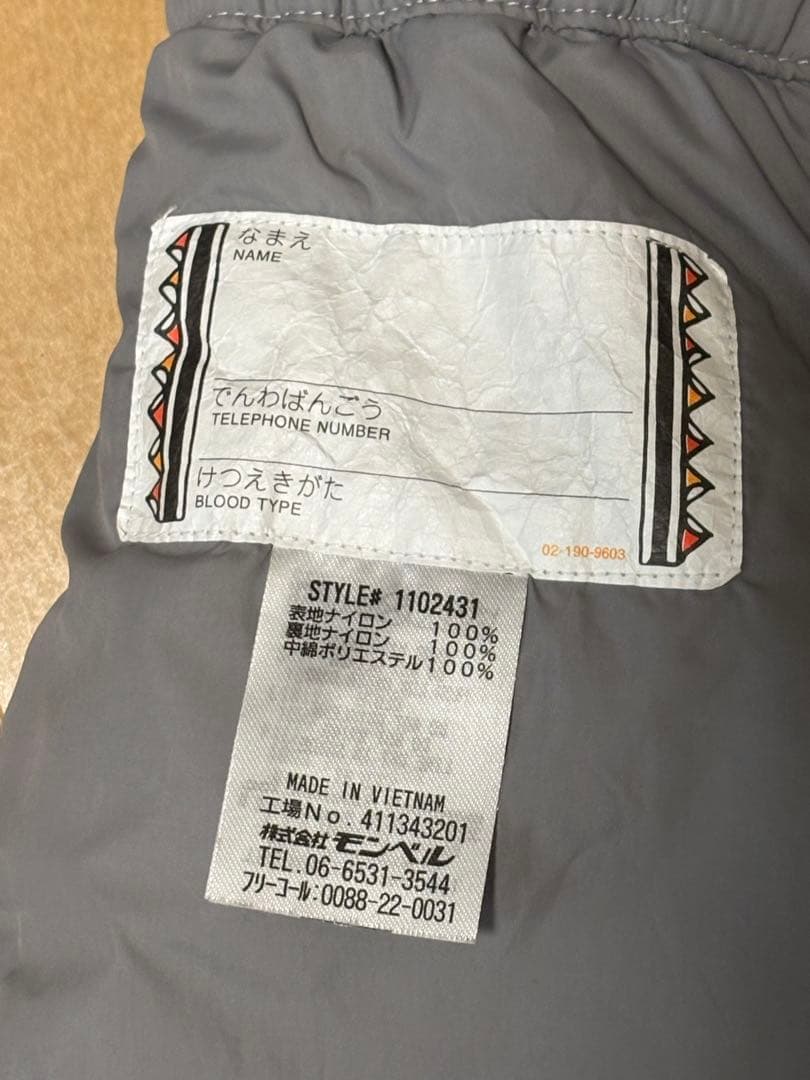 なまえ
NAME
でんわばんごう
TELEPHONE NUMBER
けつえきがた
BLOOD TYPE
02-190-9603
STYLE# 1102431
表地ナイロン 100%
裏地ナイロン 100%
中綿ポリエステル100%
MADE IN VIETNAM
工場No. 411343201
株式会社モンベル
TEL.06-6531-3544
フリーコール:0088-22-0031